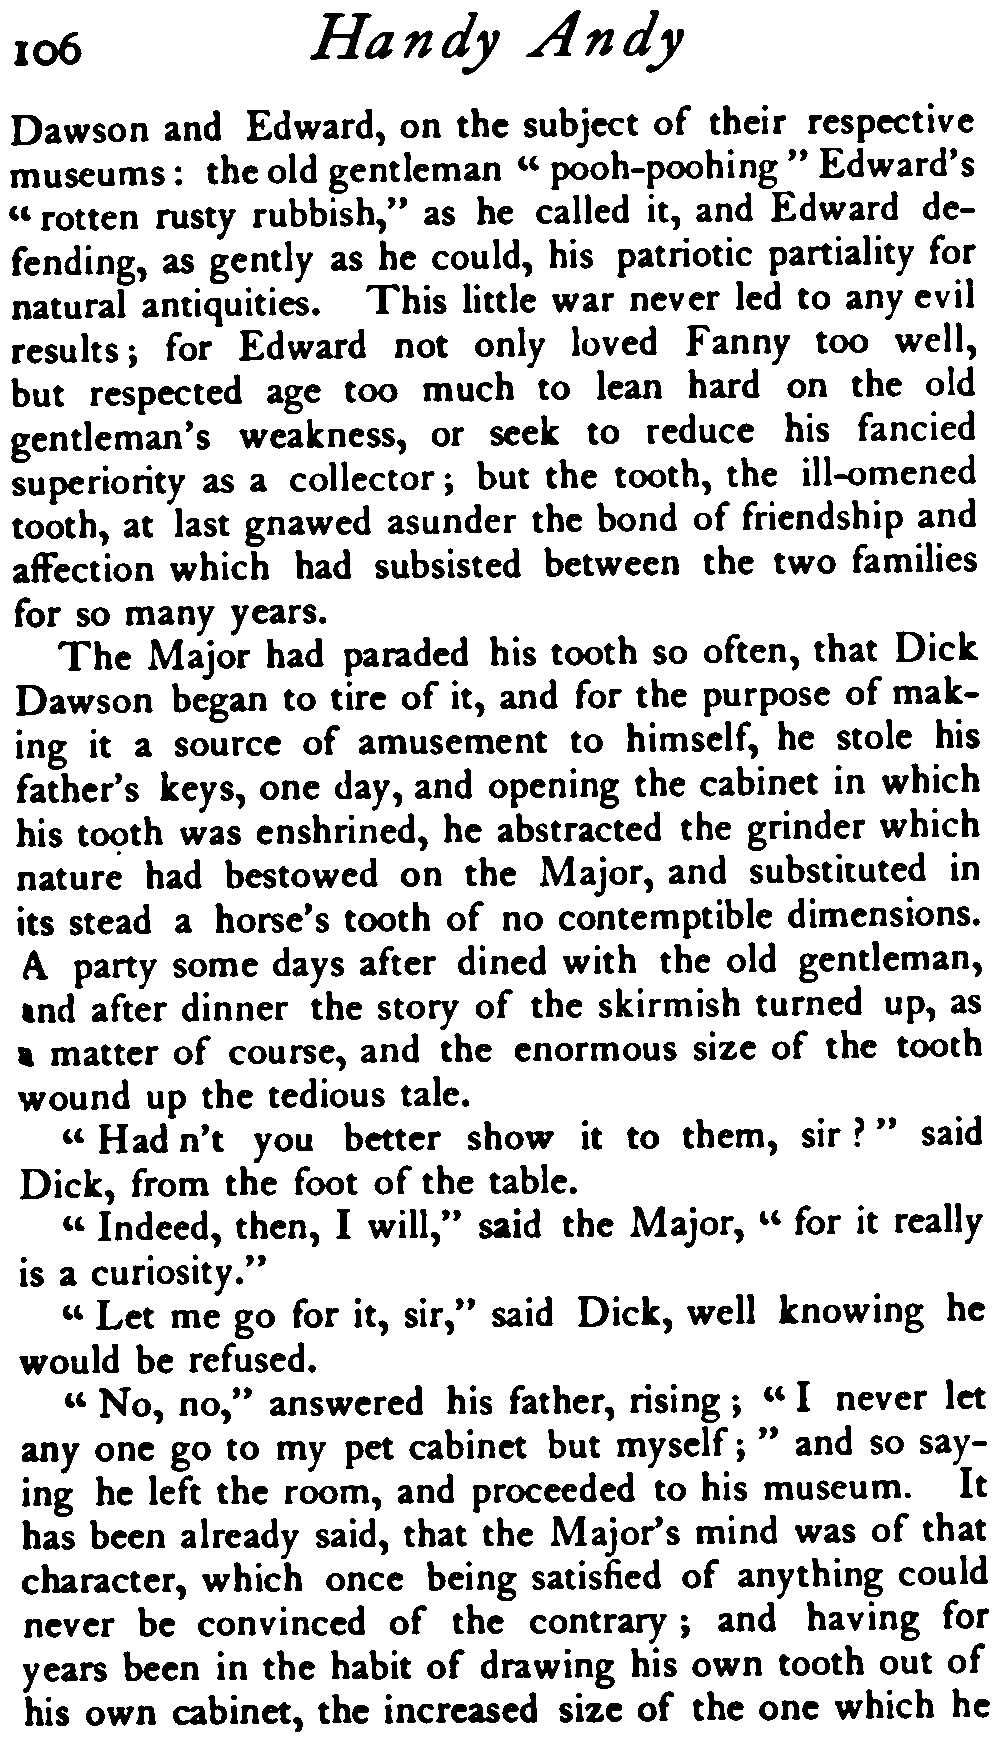 106 Handy Andy
Dawson and Edward, on the subject of their respective
museums: the old gentleman “pooh-poohing” Edward's
“rotten rusty rubbish,” as he called it, and Edward de-
fending, as gently as he could, his patriotic partiality for
natural antiquities. This little war never led to any evil
results; for Edward not only loved Fanny too well,
but respected age too much to lean hard on the old
gentleman's weakness, or seek to reduce his fancied
superiority as a collector; but the tooth, the ill-omened
tooth, at last gnawed asunder the bond of friendship and
affection which had subsisted between the two families
for so many years.
The Major had paraded his tooth so often, that Dick
Dawson began to tire of it, and for the purpose of mak-
ing it a source of amusement to himself, he stole his
father's keys, one day, and opening the cabinet in which
his tooth was enshrined, he abstracted the grinder which
nature had bestowed on the Major, and substituted in
its stead a horse's tooth of no contemptible dimensions.
A party some days after dined with the old gentleman,
and after dinner the story of the skirmish turned up, as
a matter of course, and the enormous size of the tooth
wound up the tedious tale.
“Had n't you better show it to them, sir?” said
Dick, from the foot of the table.
“Indeed, then, I will,” said the Major, “for it really
is a curiosity.”
“Let me go for it, sir,” said Dick, well knowing he
would be refused.
“No, no,” answered his father, rising; “I never let
any one go to my pet cabinet but myself;” and so say-
ing he left the room, and proceeded to his museum. It
has been already said, that the Major's mind was of that
character, which once being satisfied of anything could
never be convinced of the contrary; and having for
years been in the habit of drawing his own tooth out of
his own cabinet, the increased size of the one which he